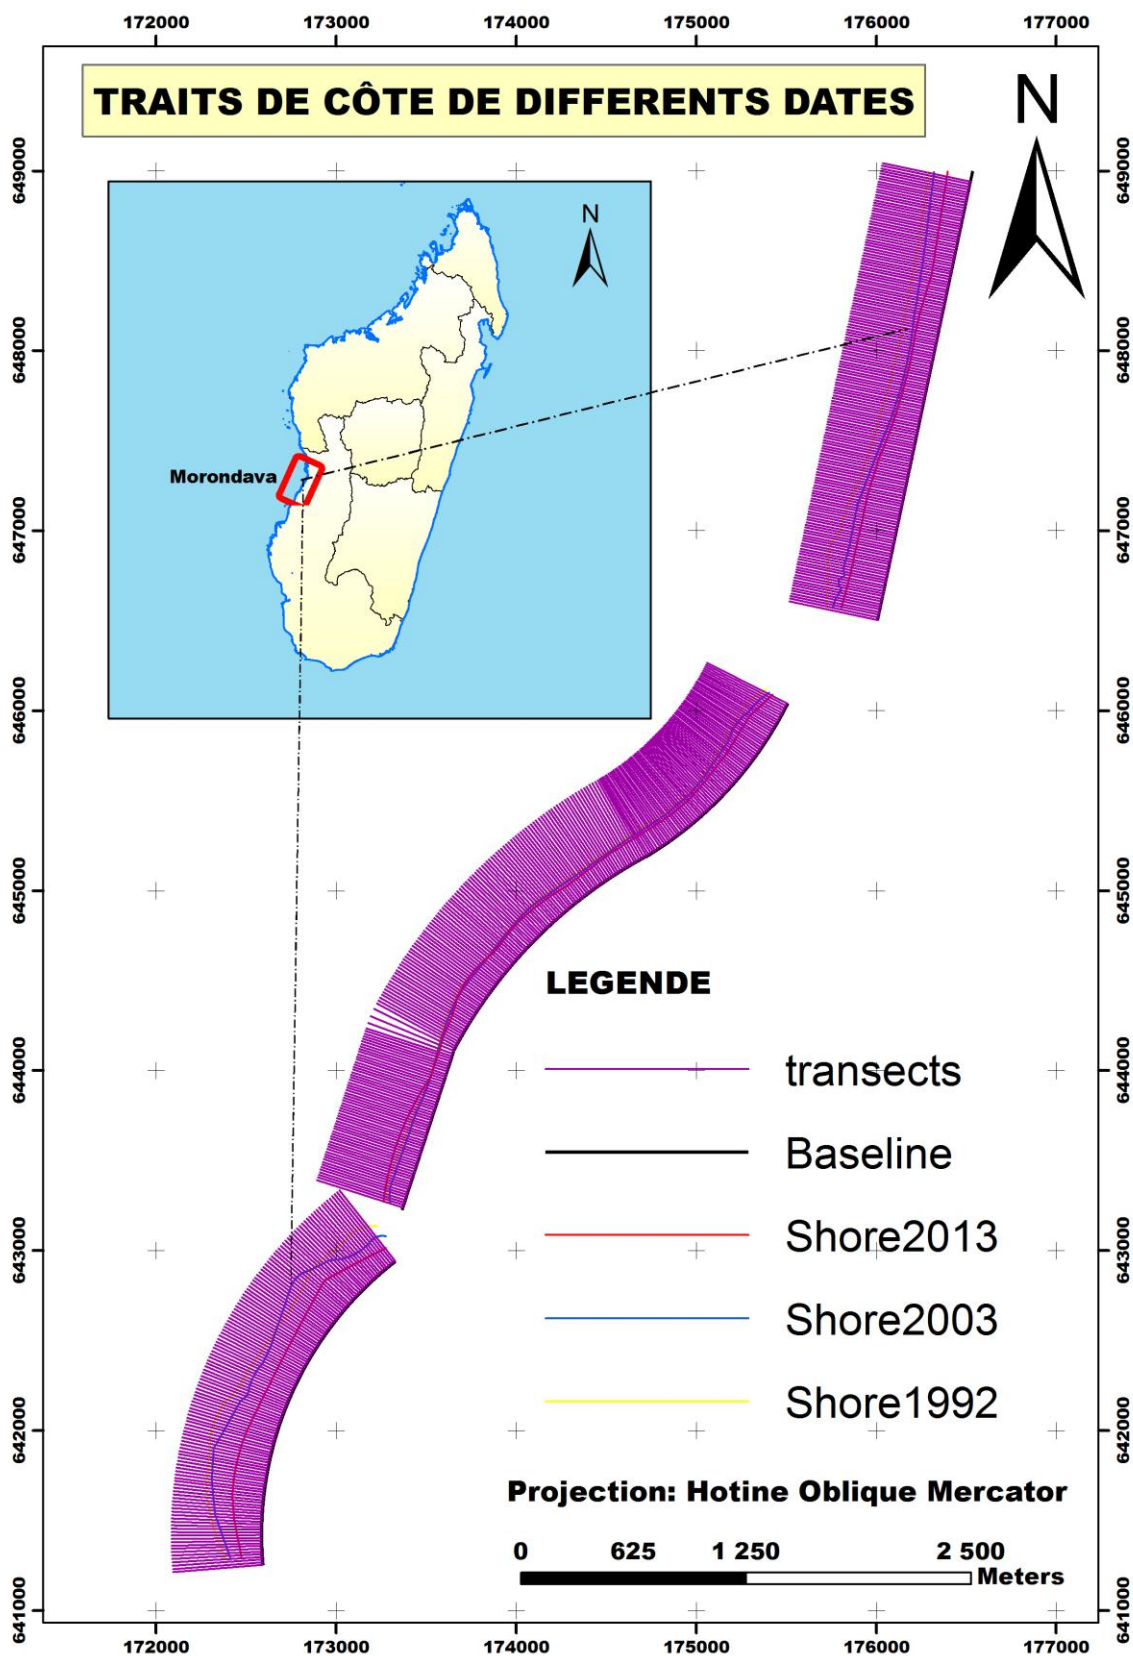 172000 173000 174000 175000 176000 177000
TRAITS DE CÔTE DE DIFFERENTS DATES
N
N
Morondava
649000 649000
648000 648000
647000 647000
646000 646000
645000 645000
644000 644000
643000 643000
642000 642000
641000 641000
LEGENDE
transects
Baseline
Shore2013
Shore2003
Shore1992
Projection: Hotine Oblique Mercator
0 625 1 250 2 500
Meters
172000 173000 174000 175000 176000 177000